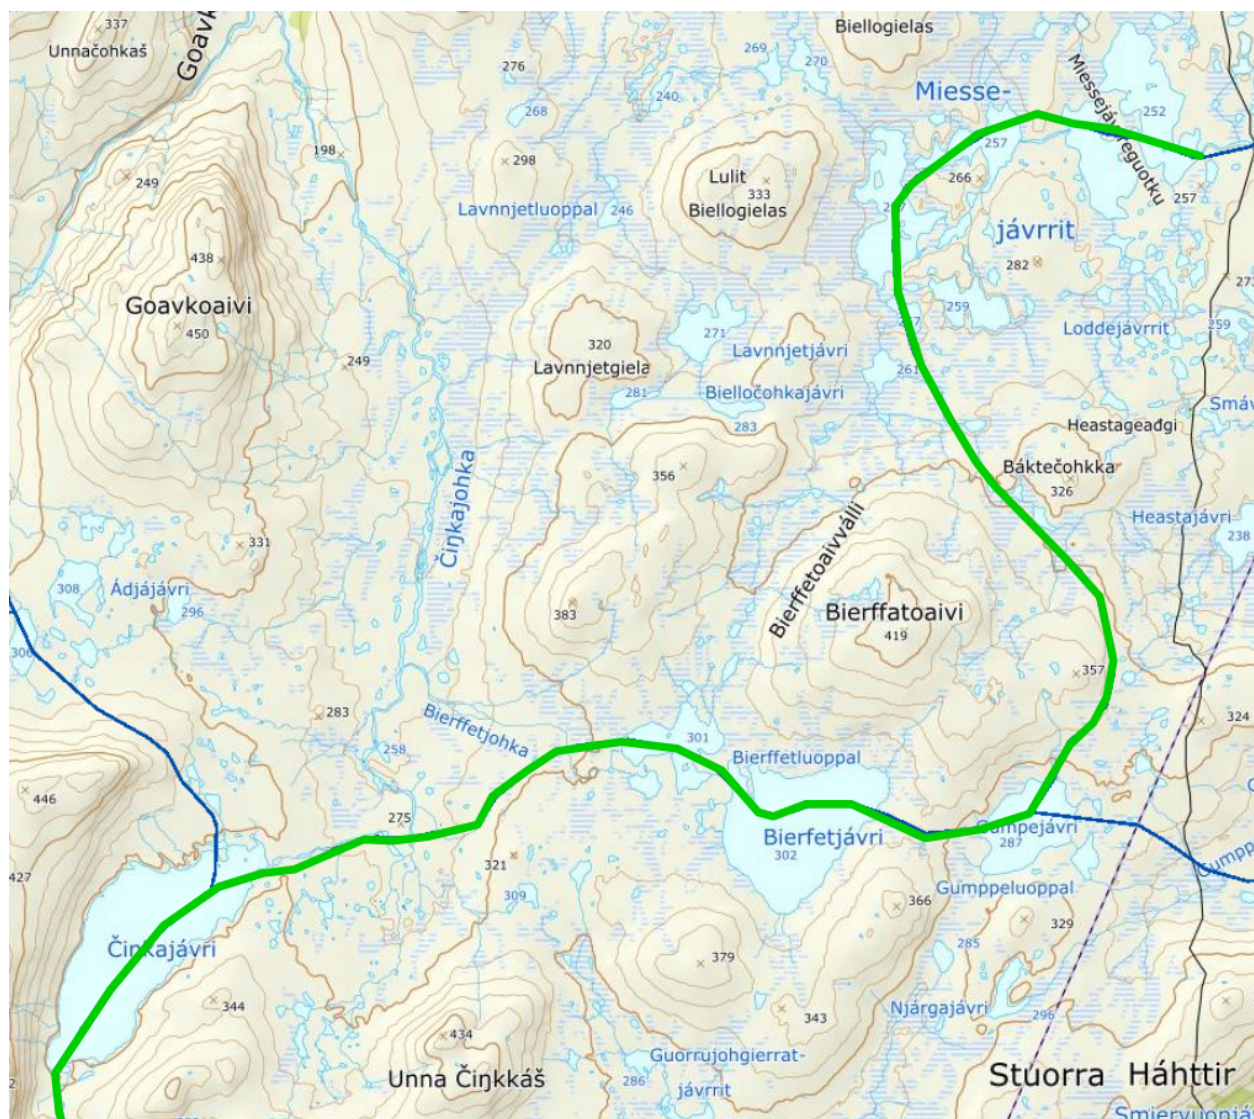 337
Unnačohkaš
Biellogielas
269
270
276
268
240
Miesse-
252
Miessejávreguotku
257
198
298
249
Lulit
333
Biellogielas
266
257
Lavnnjetluoppal
246
jávrrit
438
282
Goavkoaivi
450
259
271
320
Loddejávrrit
259
249
Lavnnjetjávri
Lavnnjetgiela
261
281
Bielločohkajávri
283
Heastageađgi
356
Báktečohkka
326
Čiŋkajohka
Heastajávri
238
331
Bierffetoaivválli
308
Ádjájávri
296
383
Bierffatoaivi
419
306
357
283
Bierffetjohka
324
258
301
Bierffetluoppal
446
275
Bierfetjávri
302
Gumpejávri
287
321
427
309
Gumppeluoppal
366
329
Čiŋkajávri
379
285
344
343
Njárgajávri
296
434
Guorrujohgierrat-
jávrrit
Unna Čiŋkkáš
286
Stuorra Háhttir